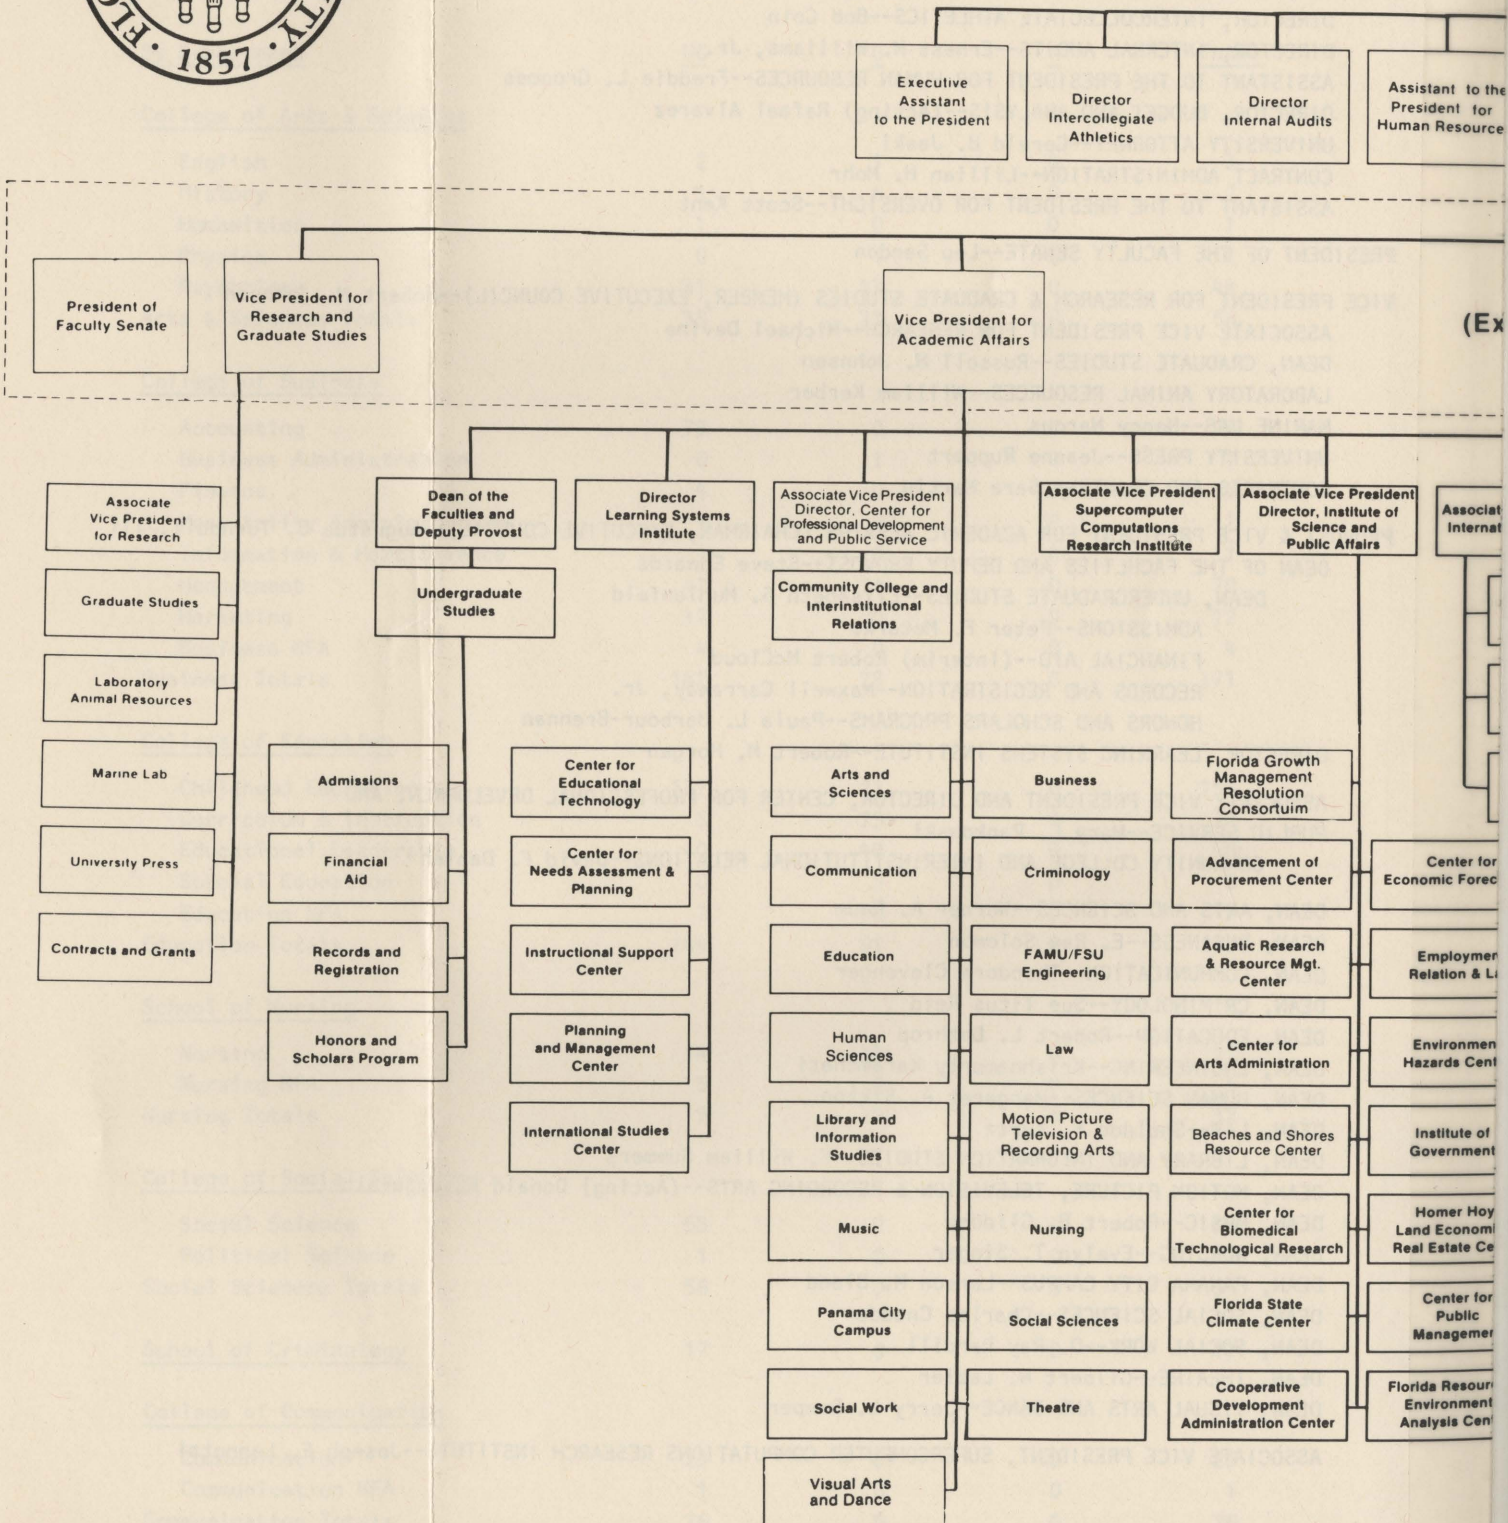 1857
Executive
Assistant
to the President
Director
Intercollegiate
Athletics
Director
Internal Audits
Assistant to the
President for
Human Resource
President of
Faculty Senate
Vice President for
Research and
Graduate Studies
Vice President for
Academic Affairs
(Ex
Associate
Vice President
for Research
Graduate Studies
Laboratory
Animal Resources
Marine Lab
University Press
Contracts and Grants
Dean of the
Faculties and
Deputy Provost
Undergraduate
Studies
Admissions
Financial
Aid
Records and
Registration
Honors and
Scholars Program
Director
Learning Systems
Institute
Center for
Educational
Technology
Center for
Needs Assessment &
Planning
Instructional Support
Center
Planning
and Management
Center
International Studies
Center
Associate Vice President
Director, Center for
Professional Development
and Public Service
Community College and
Interinstitutional
Relations
Arts and
Sciences
Communication
Education
Human
Sciences
Library and
Information
Studies
Music
Panama City
Campus
Social Work
Visual Arts
and Dance
Business
Criminology
FAMU/FSU
Engineering
Law
Motion Picture
Television &
Recording Arts
Nursing
Social Sciences
Theatre
Associate Vice President
Supercomputer
Computations
Research Institute
Associate Vice President
Director, Institute of
Science and
Public Affairs
Florida Growth
Management
Resolution
Consortuim
Advancement of
Procurement Center
Aquatic Research
& Resource Mgt.
Center
Center for
Arts Administration
Beaches and Shores
Resource Center
Center for
Biomedical
Technological Research
Florida State
Climate Center
Cooperative
Development
Administration Center
Associat
Internat
Center for
Economic Forec
Employmen
Relation & La
Environmen
Hazards Cent
Institute of
Government
Homer Hoy
Land Economi
Real Estate Ce
Center for
Public
Managemen
Florida Resour
Environment
Analysis Cent